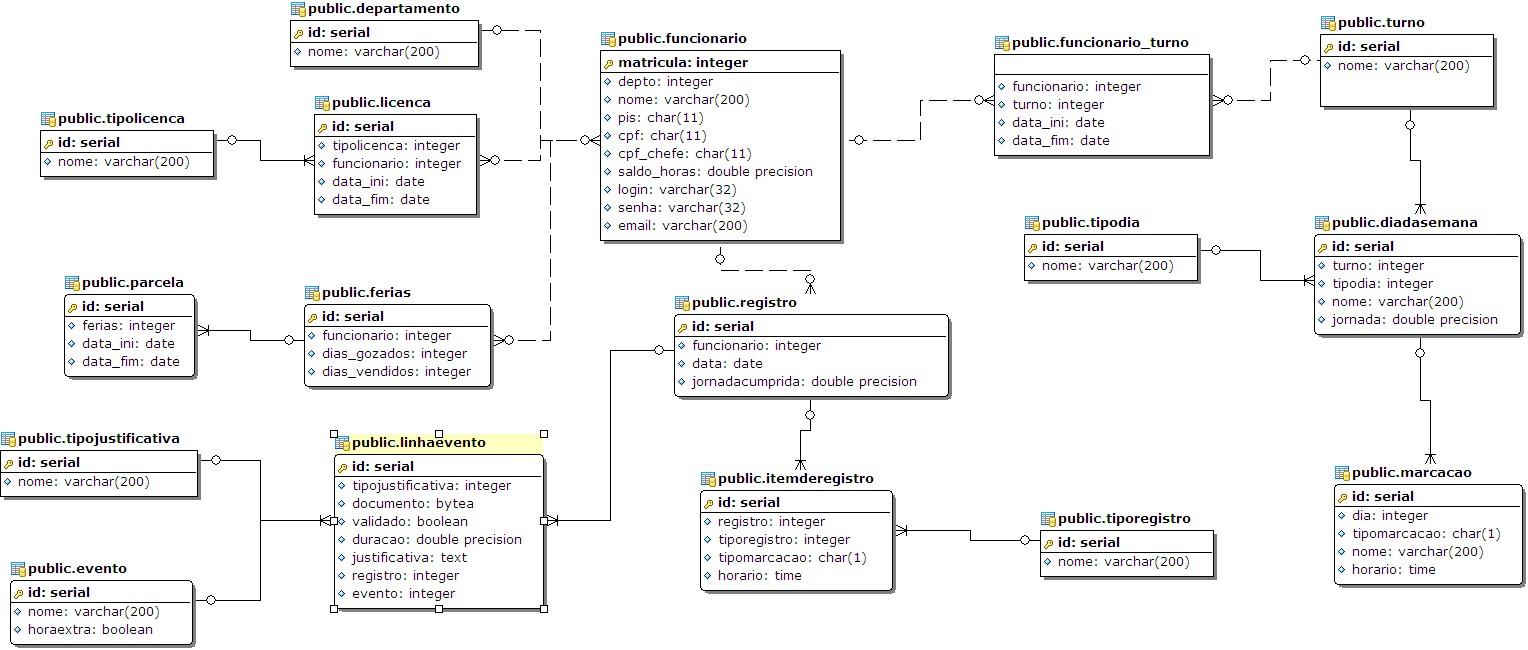 public.departamento
id: serial
nome: varchar(200)
public.funcionario
matricula: integer
depto: integer
nome: varchar(200)
pis: char(11)
cpf: char(11)
cpf_chefe: char(11)
saldo_horas: double precision
login: varchar(32)
senha: varchar(32)
email: varchar(200)
public.funcionario_turno
funcionario: integer
turno: integer
data_ini: date
data_fim: date
public.turno
id: serial
nome: varchar(200)
public.tipolicenca
id: serial
nome: varchar(200)
public.licenca
id: serial
tipolicenca: integer
funcionario: integer
data_ini: date
data_fim: date
public.tipodia
id: serial
nome: varchar(200)
public.diadasemana
id: serial
turno: integer
tipodia: integer
nome: varchar(200)
jornada: double precision
public.parcela
id: serial
ferias: integer
data_ini: date
data_fim: date
public.ferias
id: serial
funcionario: integer
dias_gozados: integer
dias_vendidos: integer
public.registro
id: serial
funcionario: integer
data: date
jornadacumprida: double precision
public.tipojustificativa
id: serial
nome: varchar(200)
public.linhaevento
id: serial
tipojustificativa: integer
documento: bytea
validado: boolean
duracao: double precision
justificativa: text
registro: integer
evento: integer
public.itemderegistro
id: serial
registro: integer
tiporegistro: integer
tipomarcacao: char(1)
horario: time
public.tiporegistro
id: serial
nome: varchar(200)
public.marcacao
id: serial
dia: integer
tipomarcacao: char(1)
nome: varchar(200)
horario: time
public.evento
id: serial
nome: varchar(200)
horaextra: boolean